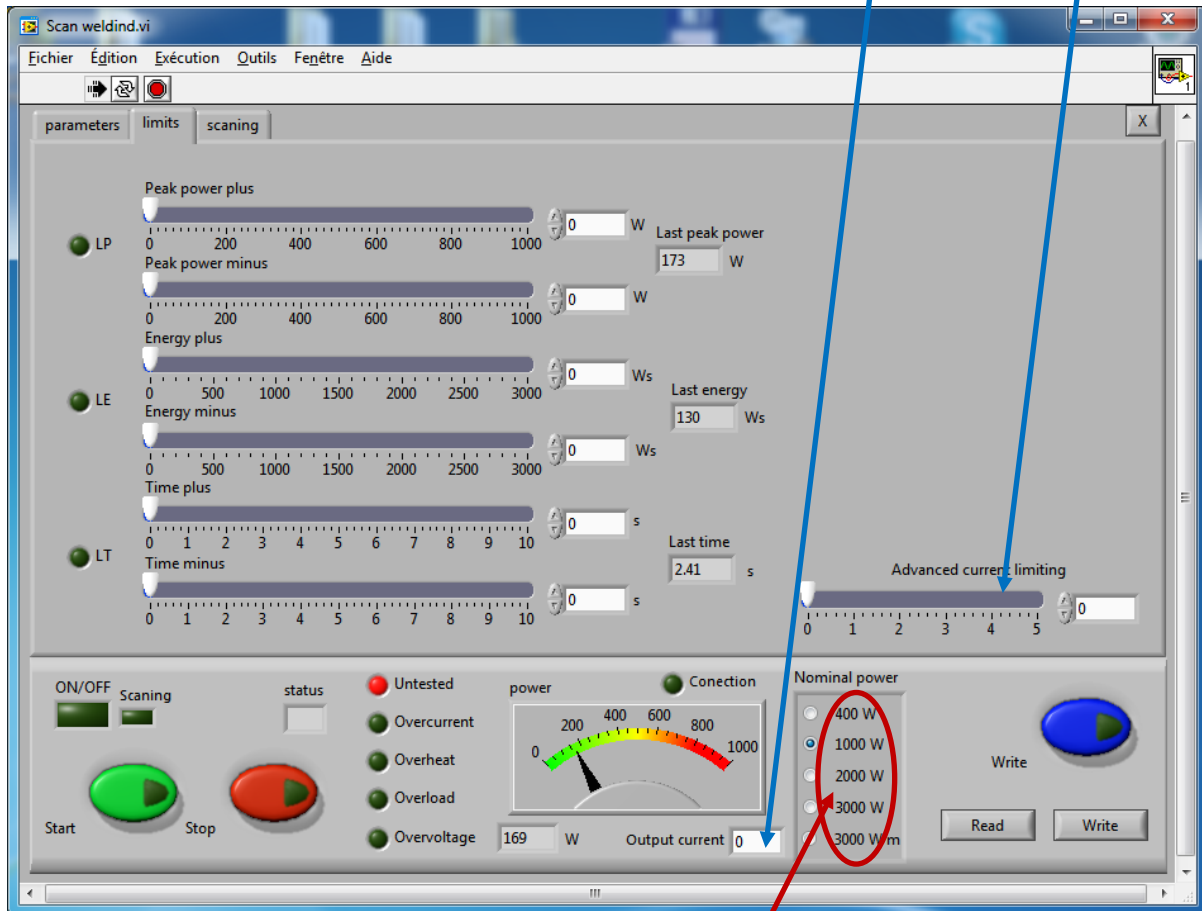 Scan weldind.vi
Fichier Édition Exécution Outils Fenêtre Aide
1
parameters limits scaning X
Peak power plus
LP
0 200 400 600 800 1000
0 W
Last peak power
173 W
Peak power minus
0 200 400 600 800 1000
0 W
Energy plus
LE
0 500 1000 1500 2000 2500 3000
0 Ws
Last energy
130 Ws
Energy minus
0 500 1000 1500 2000 2500 3000
0 Ws
Time plus
LT
0 1 2 3 4 5 6 7 8 9 10
0 s
Last time
2.41 s
Time minus
0 1 2 3 4 5 6 7 8 9 10
0 s
Advanced current limiting
0 1 2 3 4 5
0
ON/OFF Scaning status
Start Stop
Untested
Overcurrent
Overheat
Overload
Overvoltage
power
Conection
0 200 400 600 800 1000
169 W
Output current 0
Nominal power
400 W
1000 W
2000 W
3000 W
3000 W m
Write
Read Write